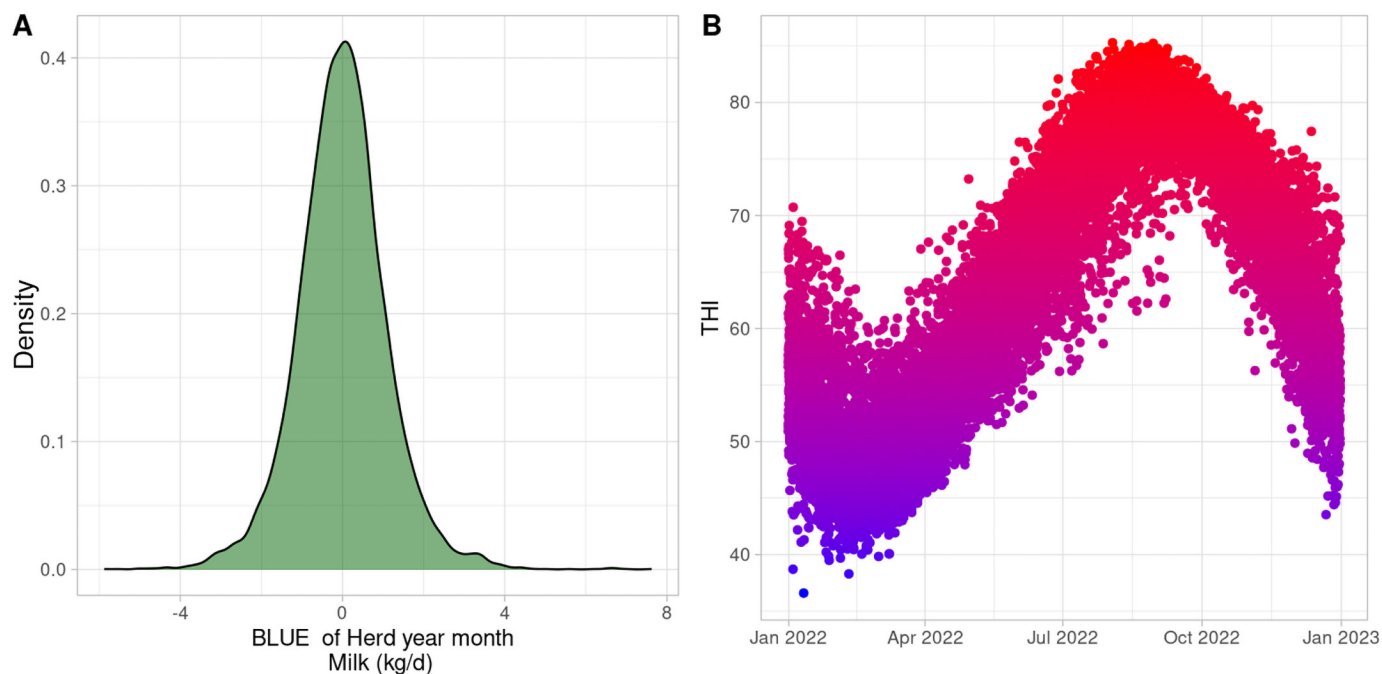 A
0.4
0.3
0.2
0.1
0.0
Density
-4 0 4 8
BLUE of Herd year month
Milk (kg/d)
B
80
70
60
50
40
THI
Jan 2022 Apr 2022 Jul 2022 Oct 2022 Jan 2023